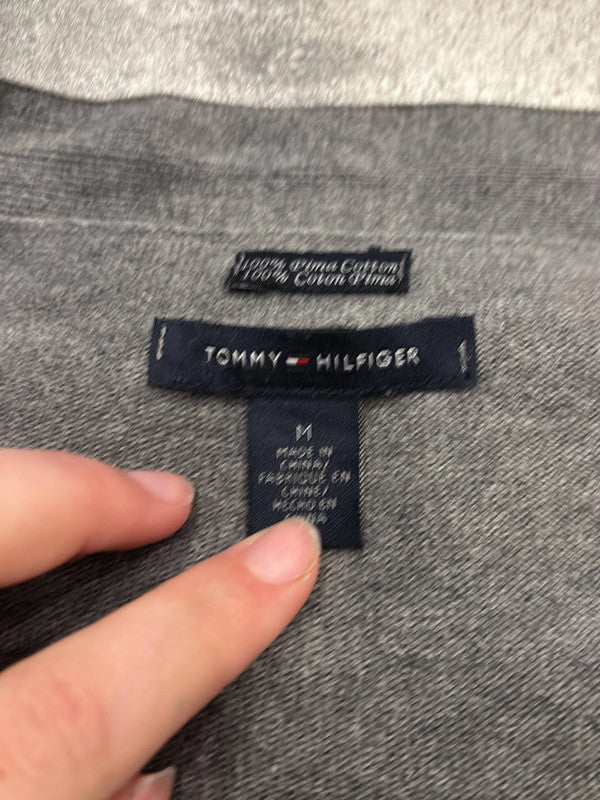 100% Pima Cotton
100% Coton Pima
TOMMY HILFIGER
M
MADE IN
CHINA/
FABRIQUE EN
CHINE/
HECHO EN
CHINA